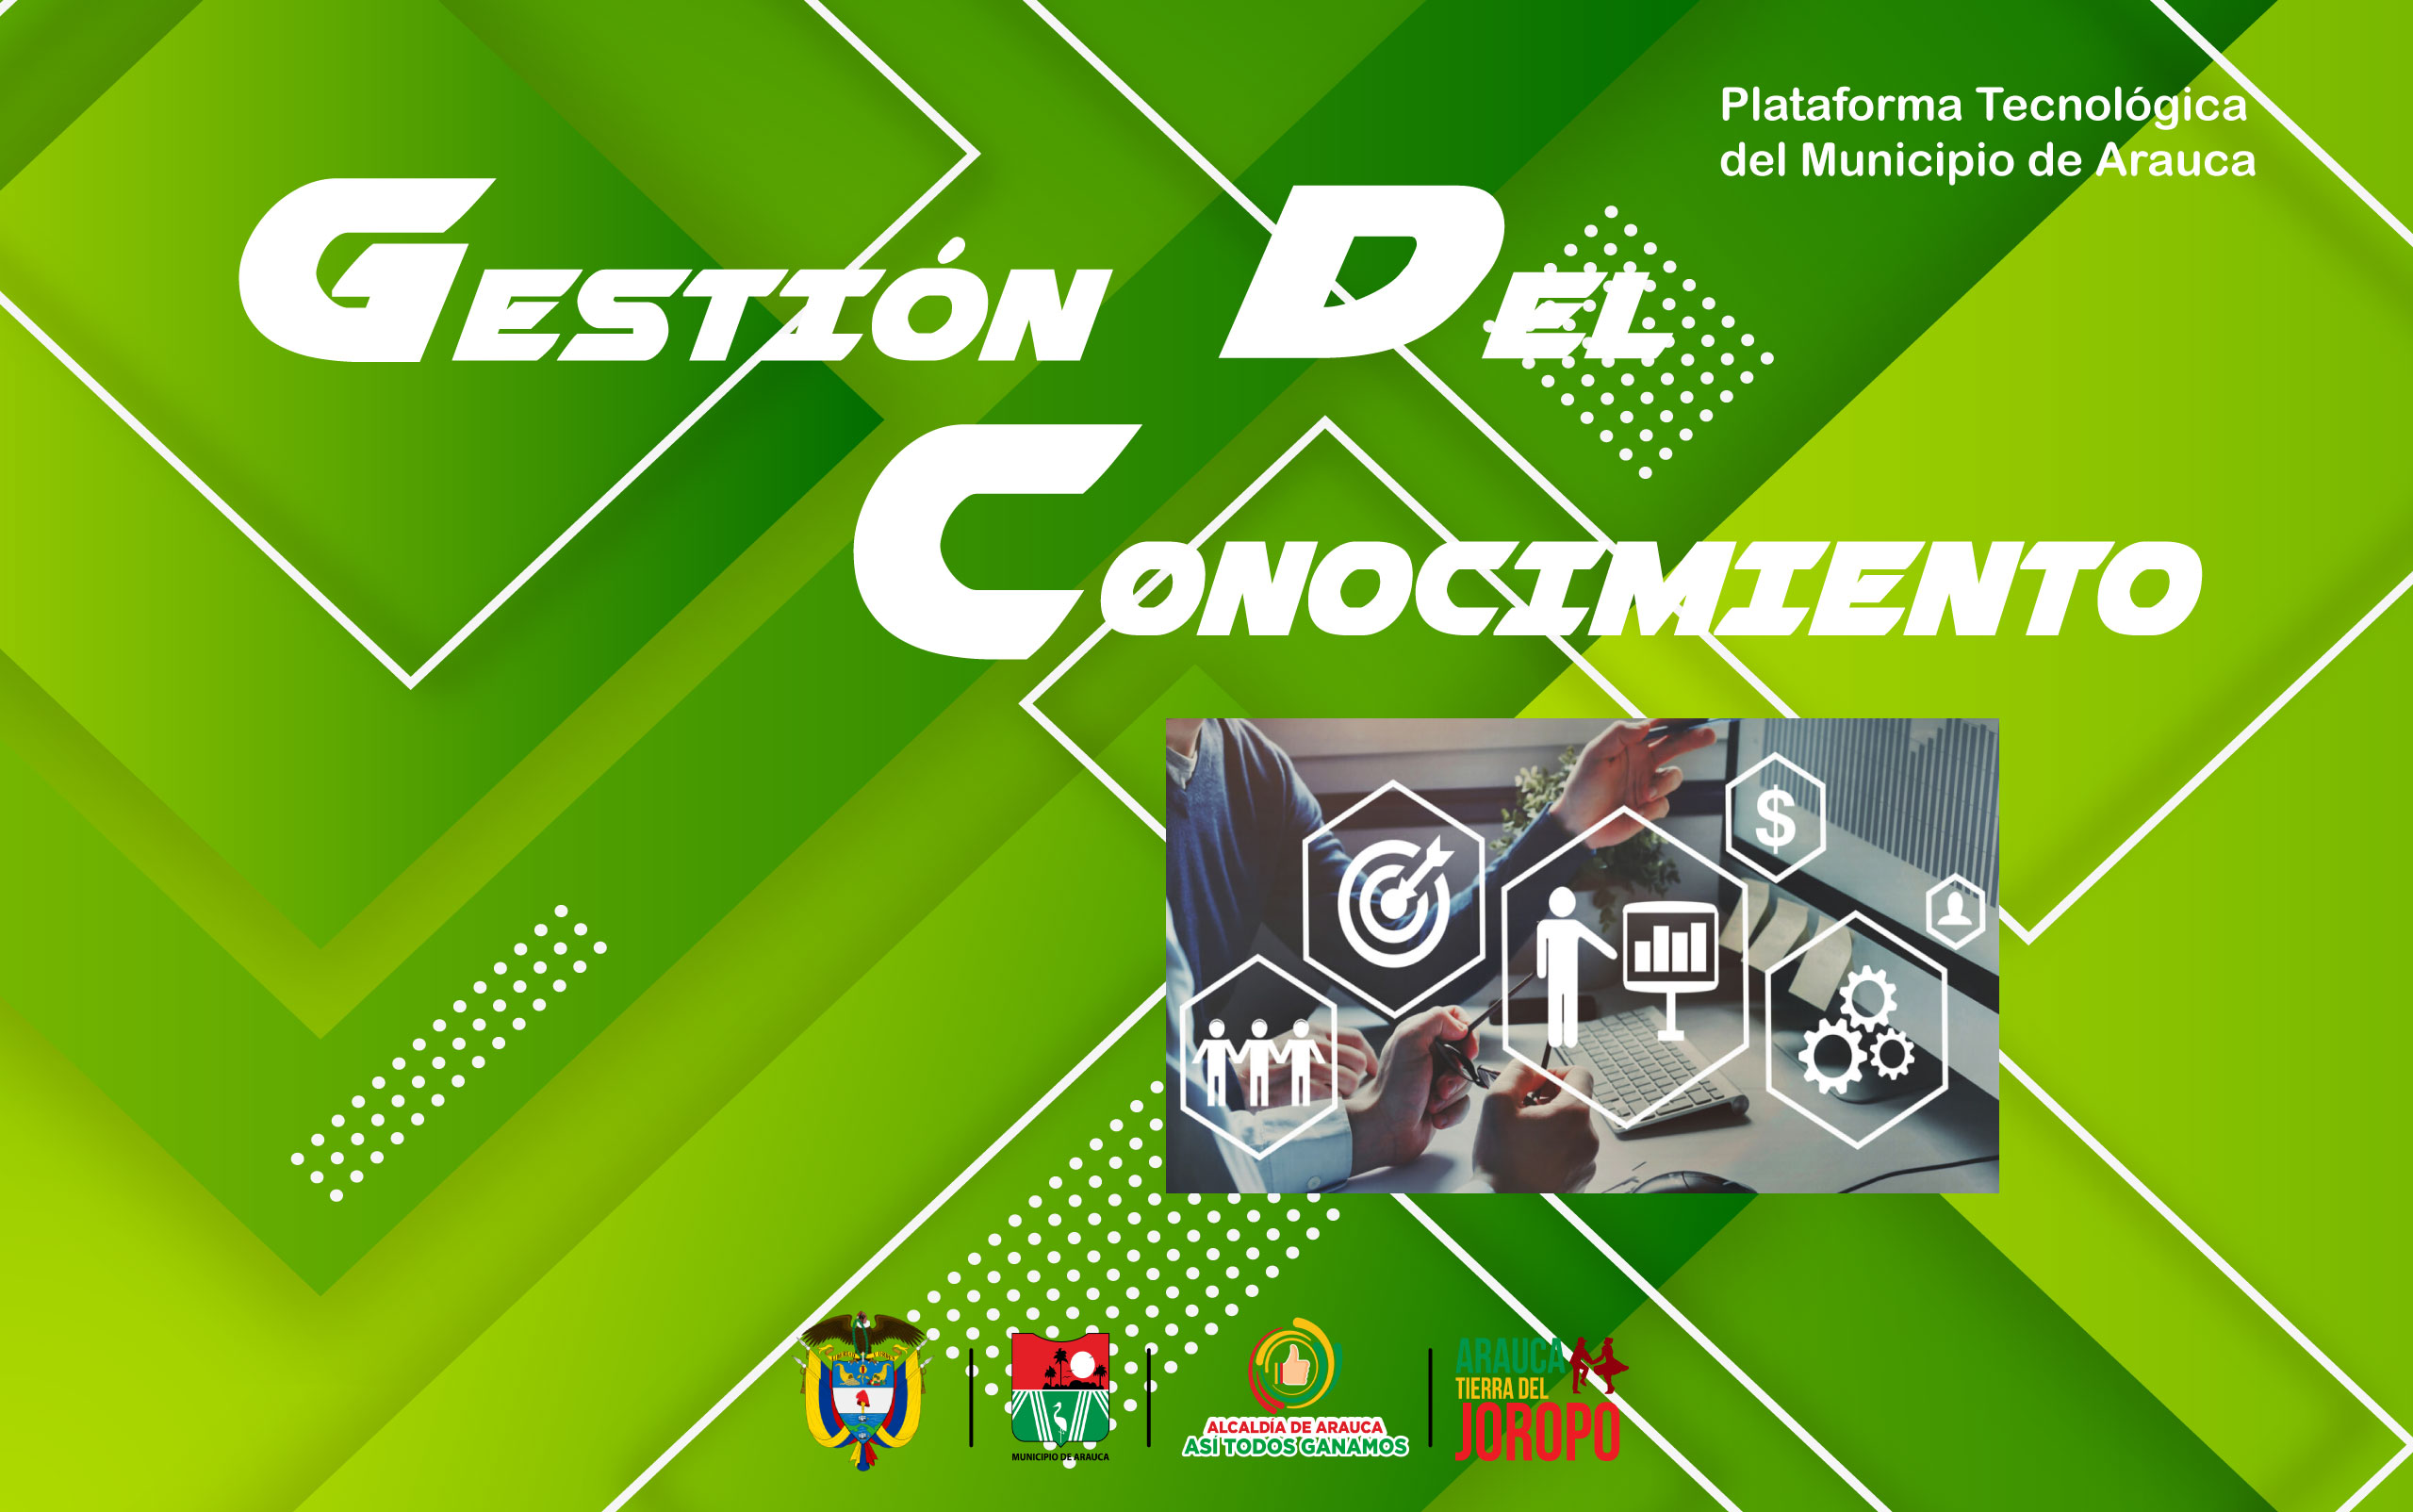 Plataforma Tecnológica
del Municipio de Arauca
GESTIÓN DEL
CONOCIMIENTO
$
MUNICIPIO DE ARAUCA
ALCALDÍA DE ARAUCA
ASÍ TODOS GANAMOS
ARAUCA
TIERRA DEL
JOROPO